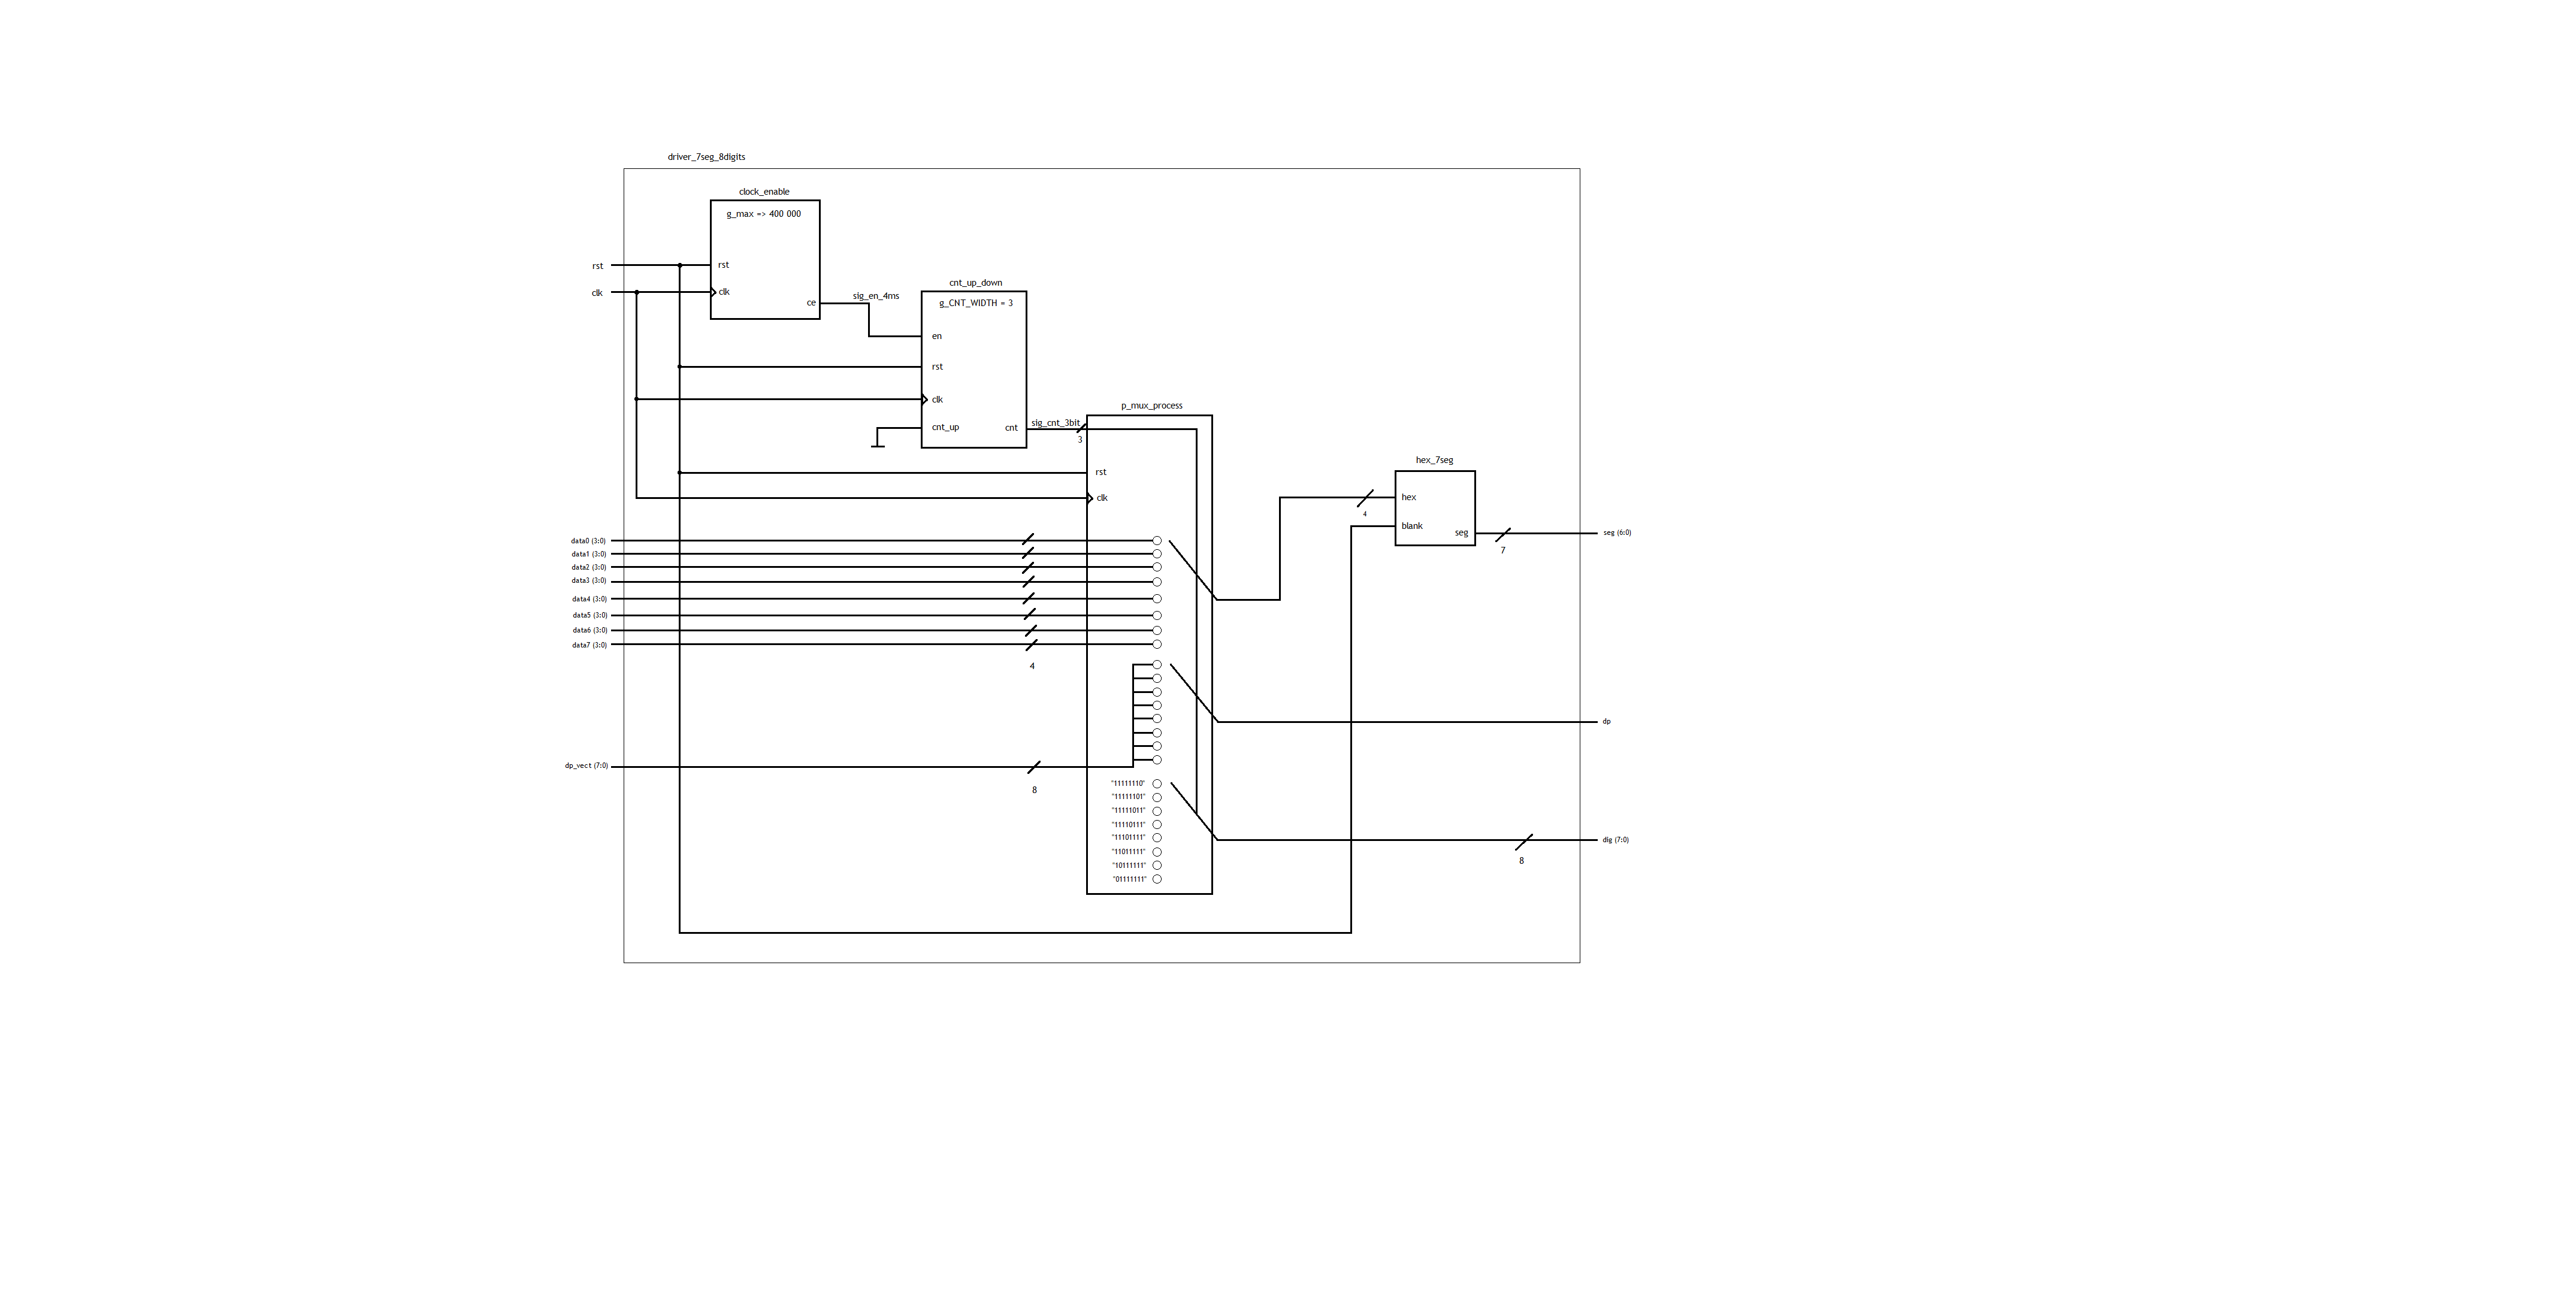 driver_7seg_8digits
clock_enable
g_max => 400 000
rst
rst
clk
clk
ce
sig_en_4ms
cnt_up_down
g_CNT_WIDTH = 3
en
rst
clk
cnt_up
cnt
sig_cnt_3bit
3
p_mux_process
rst
clk
hex_7seg
hex
4
blank
seg
7
seg (6:0)
data0 (3:0)
data1 (3:0)
data2 (3:0)
data3 (3:0)
data4 (3:0)
data5 (3:0)
data6 (3:0)
data7 (3:0)
4
dp
dp_vect (7:0)
8
"11111110"
"11111101"
"11111011"
"11110111"
"11101111"
"11011111"
"10111111"
"01111111"
dig (7:0)
8